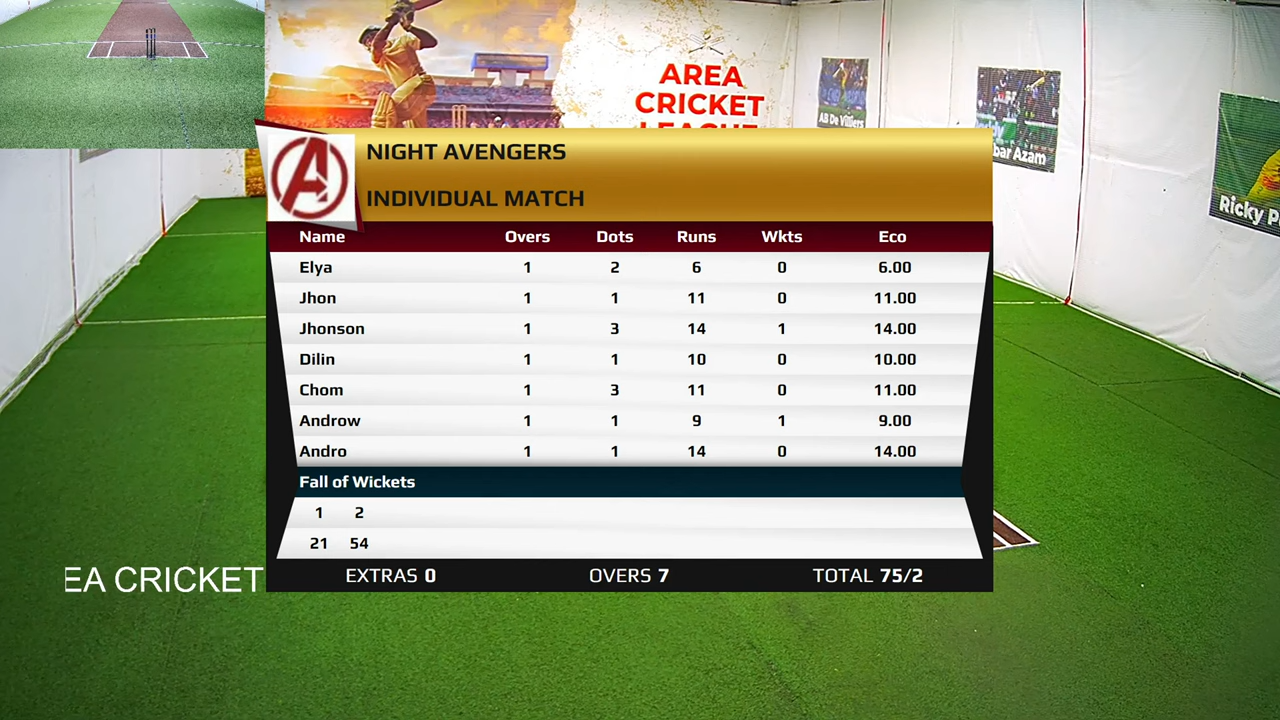 AREA
CRICKET
LEAGUE
AB De Villiers
bar Azam
Ricky P
NIGHT AVENGERS
INDIVIDUAL MATCH
Name Overs Dots Runs Wkts Eco
Elya 1 2 6 0 6.00
Jhon 1 1 11 0 11.00
Jhonson 1 3 14 1 14.00
Dilin 1 1 10 0 10.00
Chom 1 3 11 0 11.00
Androw 1 1 9 1 9.00
Andro 1 1 14 0 14.00
Fall of Wickets
1 2
21 54
EXTRAS 0 OVERS 7 TOTAL 75/2
EA CRICKET